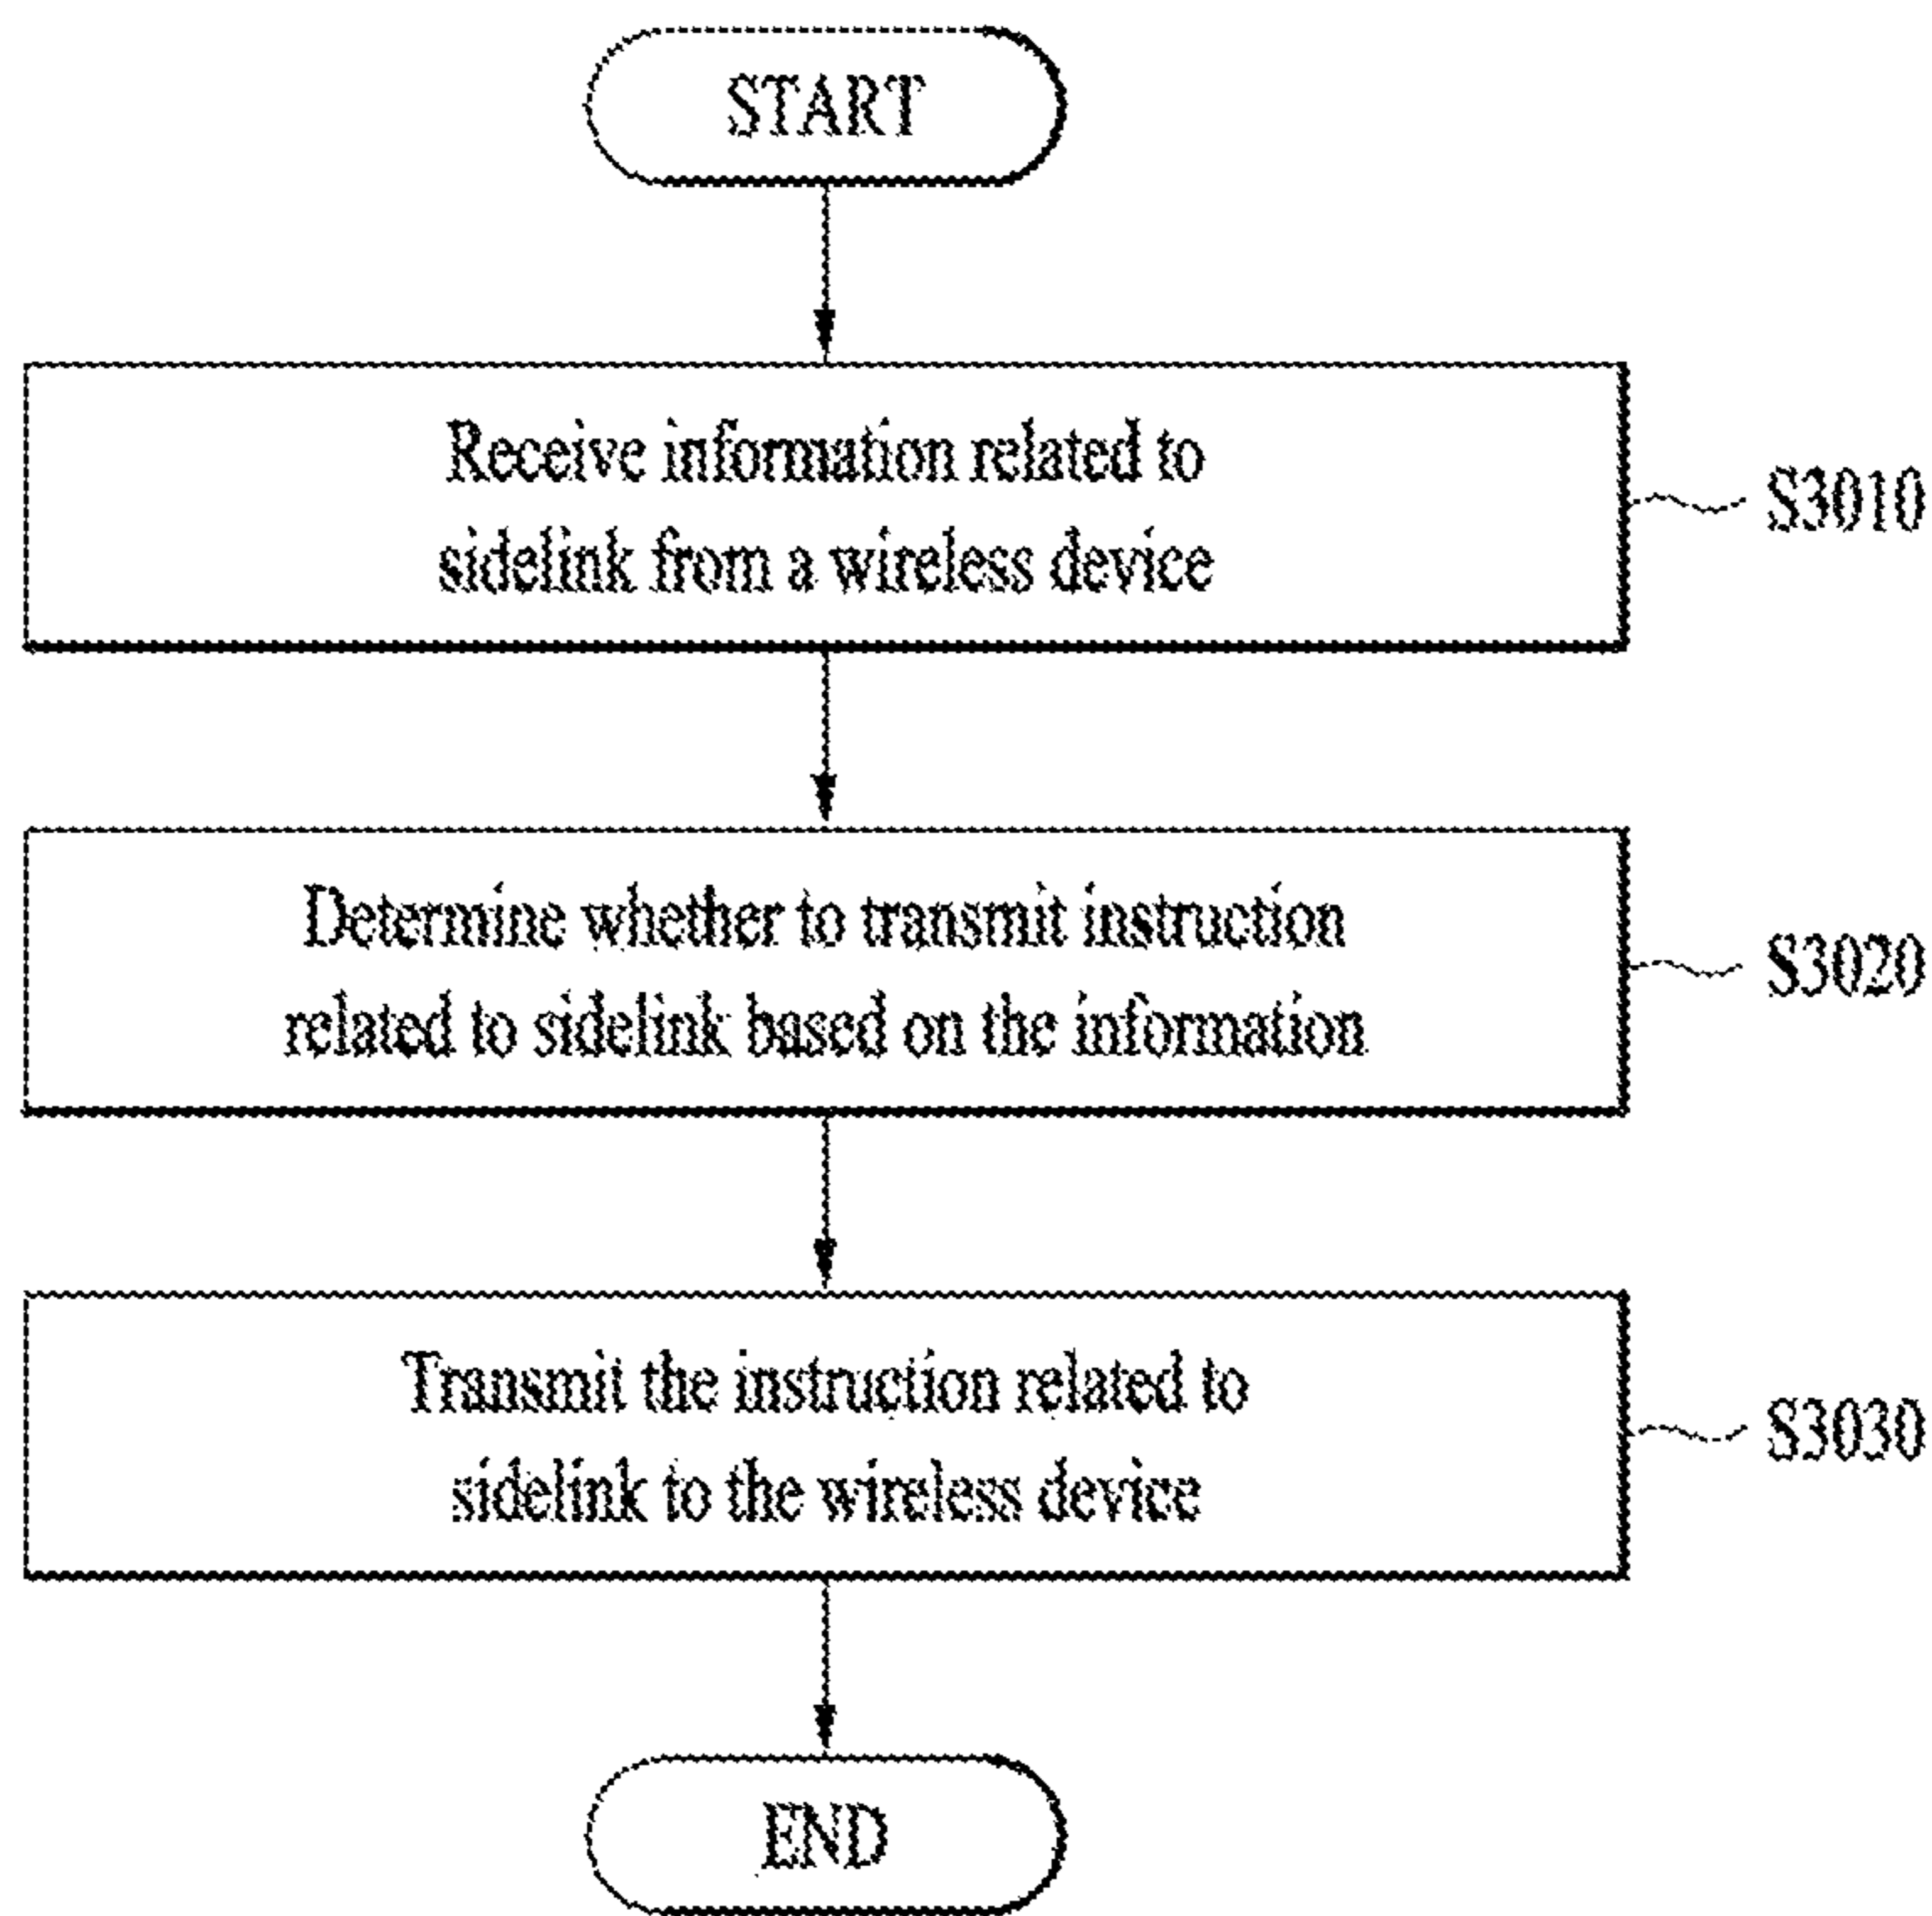 START
Receive information related to
sidelink from a wireless device
S3010
Determine whether to transmit instruction
related to sidelink based on the information
S3020
Transmit the instruction related to
sidelink to the wireless device
S3030
END